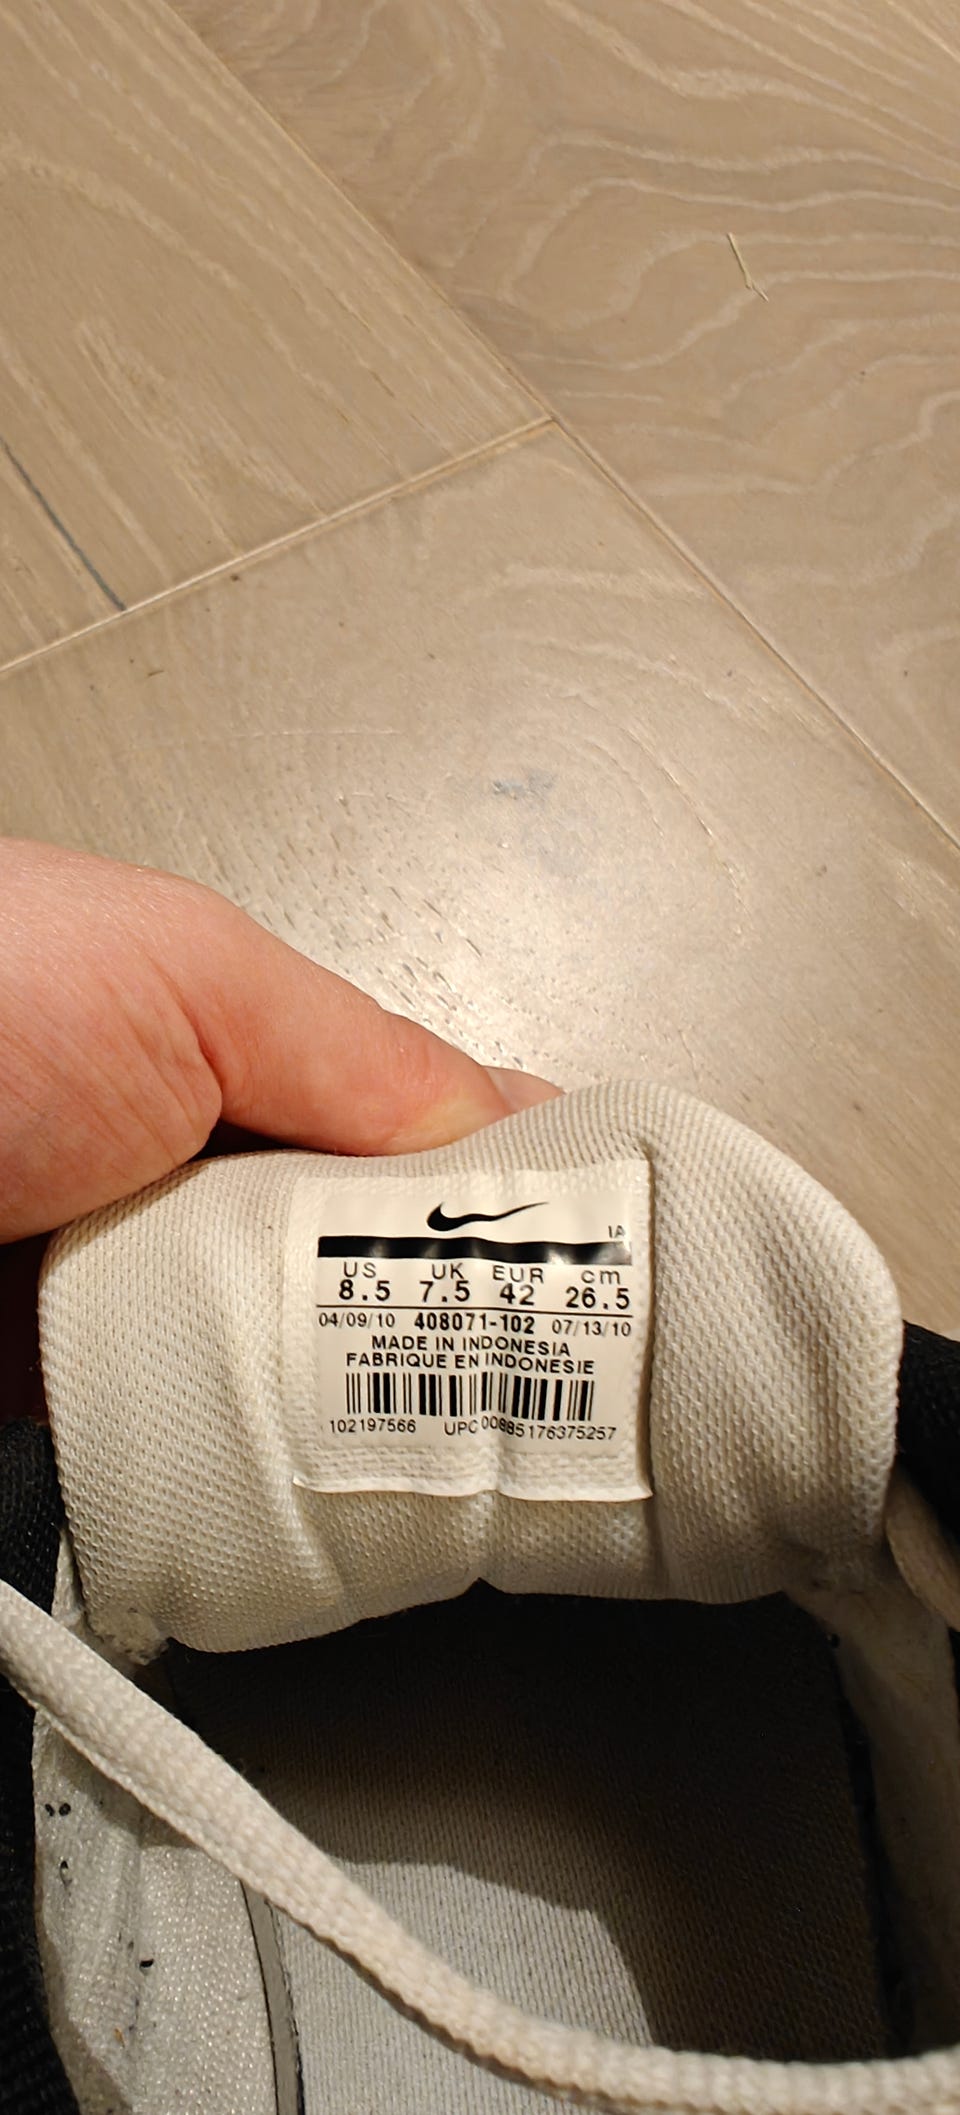 IA
US UK EUR cm
8.5 7.5 42 26.5
04/09/10 408071-102 07/13/10
MADE IN INDONESIA
FABRIQUE EN INDONESIE
102197566 UPC 00885176375257